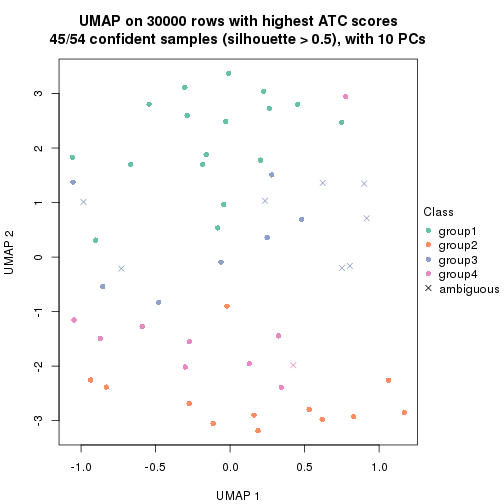 UMAP on 30000 rows with highest ATC scores
45/54 confident samples (silhouette > 0.5), with 10 PCs
3
2
1
0
-1
-2
-3
UMAP 2
-1.0
-0.5
0.0
0.5
1.0
UMAP 1
Class
group1
group2
group3
group4
ambiguous